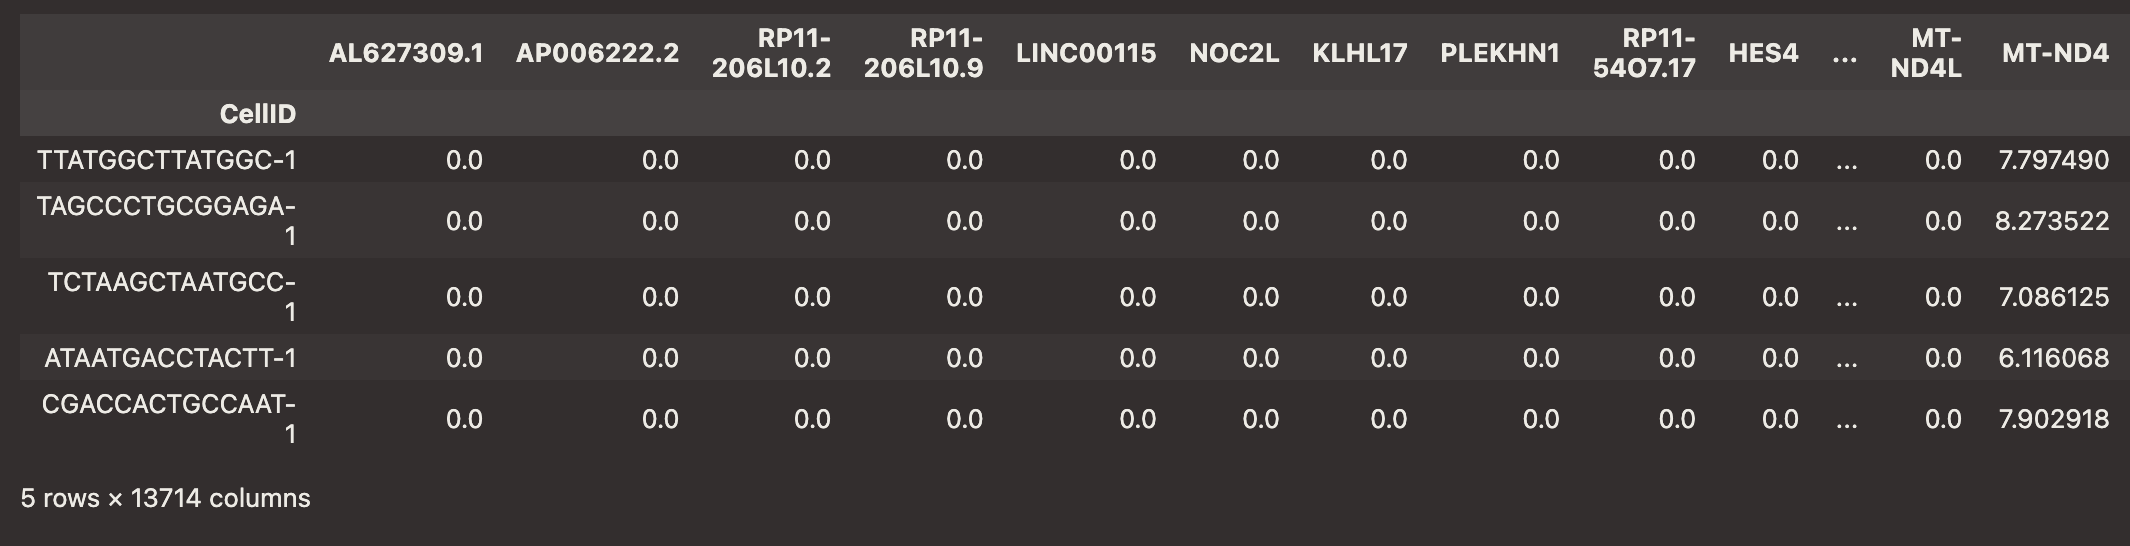 AL627309.1 AP006222.2 RP11-206L10.2 RP11-206L10.9 LINC00115 NOC2L KLHL17 PLEKHN1 RP11-54O7.17 HES4 ... MT-ND4L MT-ND4
CellID
TTATGGCTTATGGC-1 0.0 0.0 0.0 0.0 0.0 0.0 0.0 0.0 0.0 0.0 ... 0.0 7.797490
TAGCCCTGCGGAGA-1 0.0 0.0 0.0 0.0 0.0 0.0 0.0 0.0 0.0 0.0 ... 0.0 8.273522
TCTAAGCTAATGCC-1 0.0 0.0 0.0 0.0 0.0 0.0 0.0 0.0 0.0 0.0 ... 0.0 7.086125
ATAATGACCTACTT-1 0.0 0.0 0.0 0.0 0.0 0.0 0.0 0.0 0.0 0.0 ... 0.0 6.116068
CGACCACTGCCAAT-1 0.0 0.0 0.0 0.0 0.0 0.0 0.0 0.0 0.0 0.0 ... 0.0 7.902918
5 rows × 13714 columns